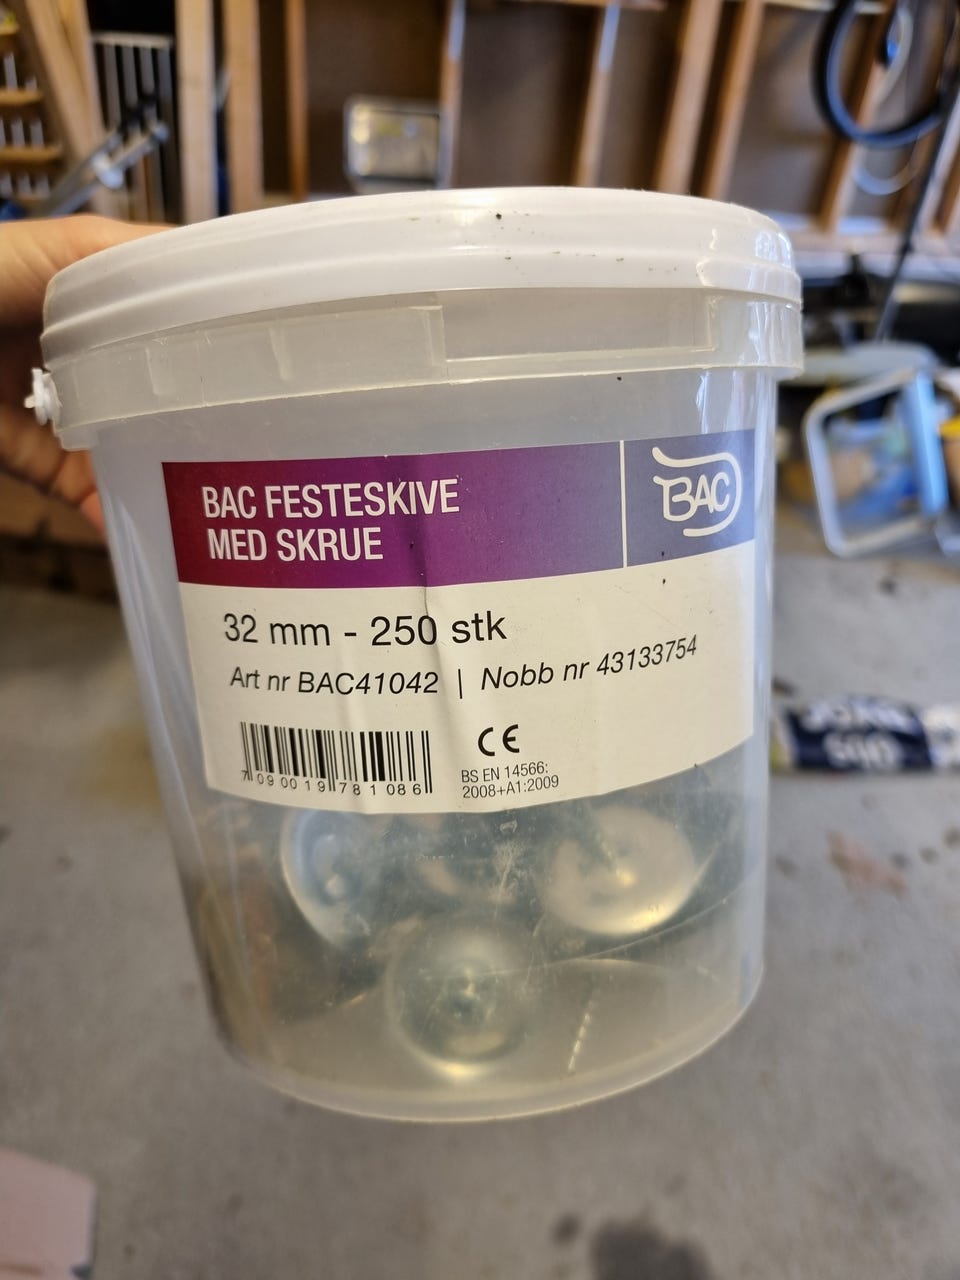 BAC FESTESKIVE
MED SKRUE
BAC
32 mm - 250 stk
Art nr BAC41042 | Nobb nr 43133754
7 090019 781086
CE
BS EN 14566:
2008+A1:2009